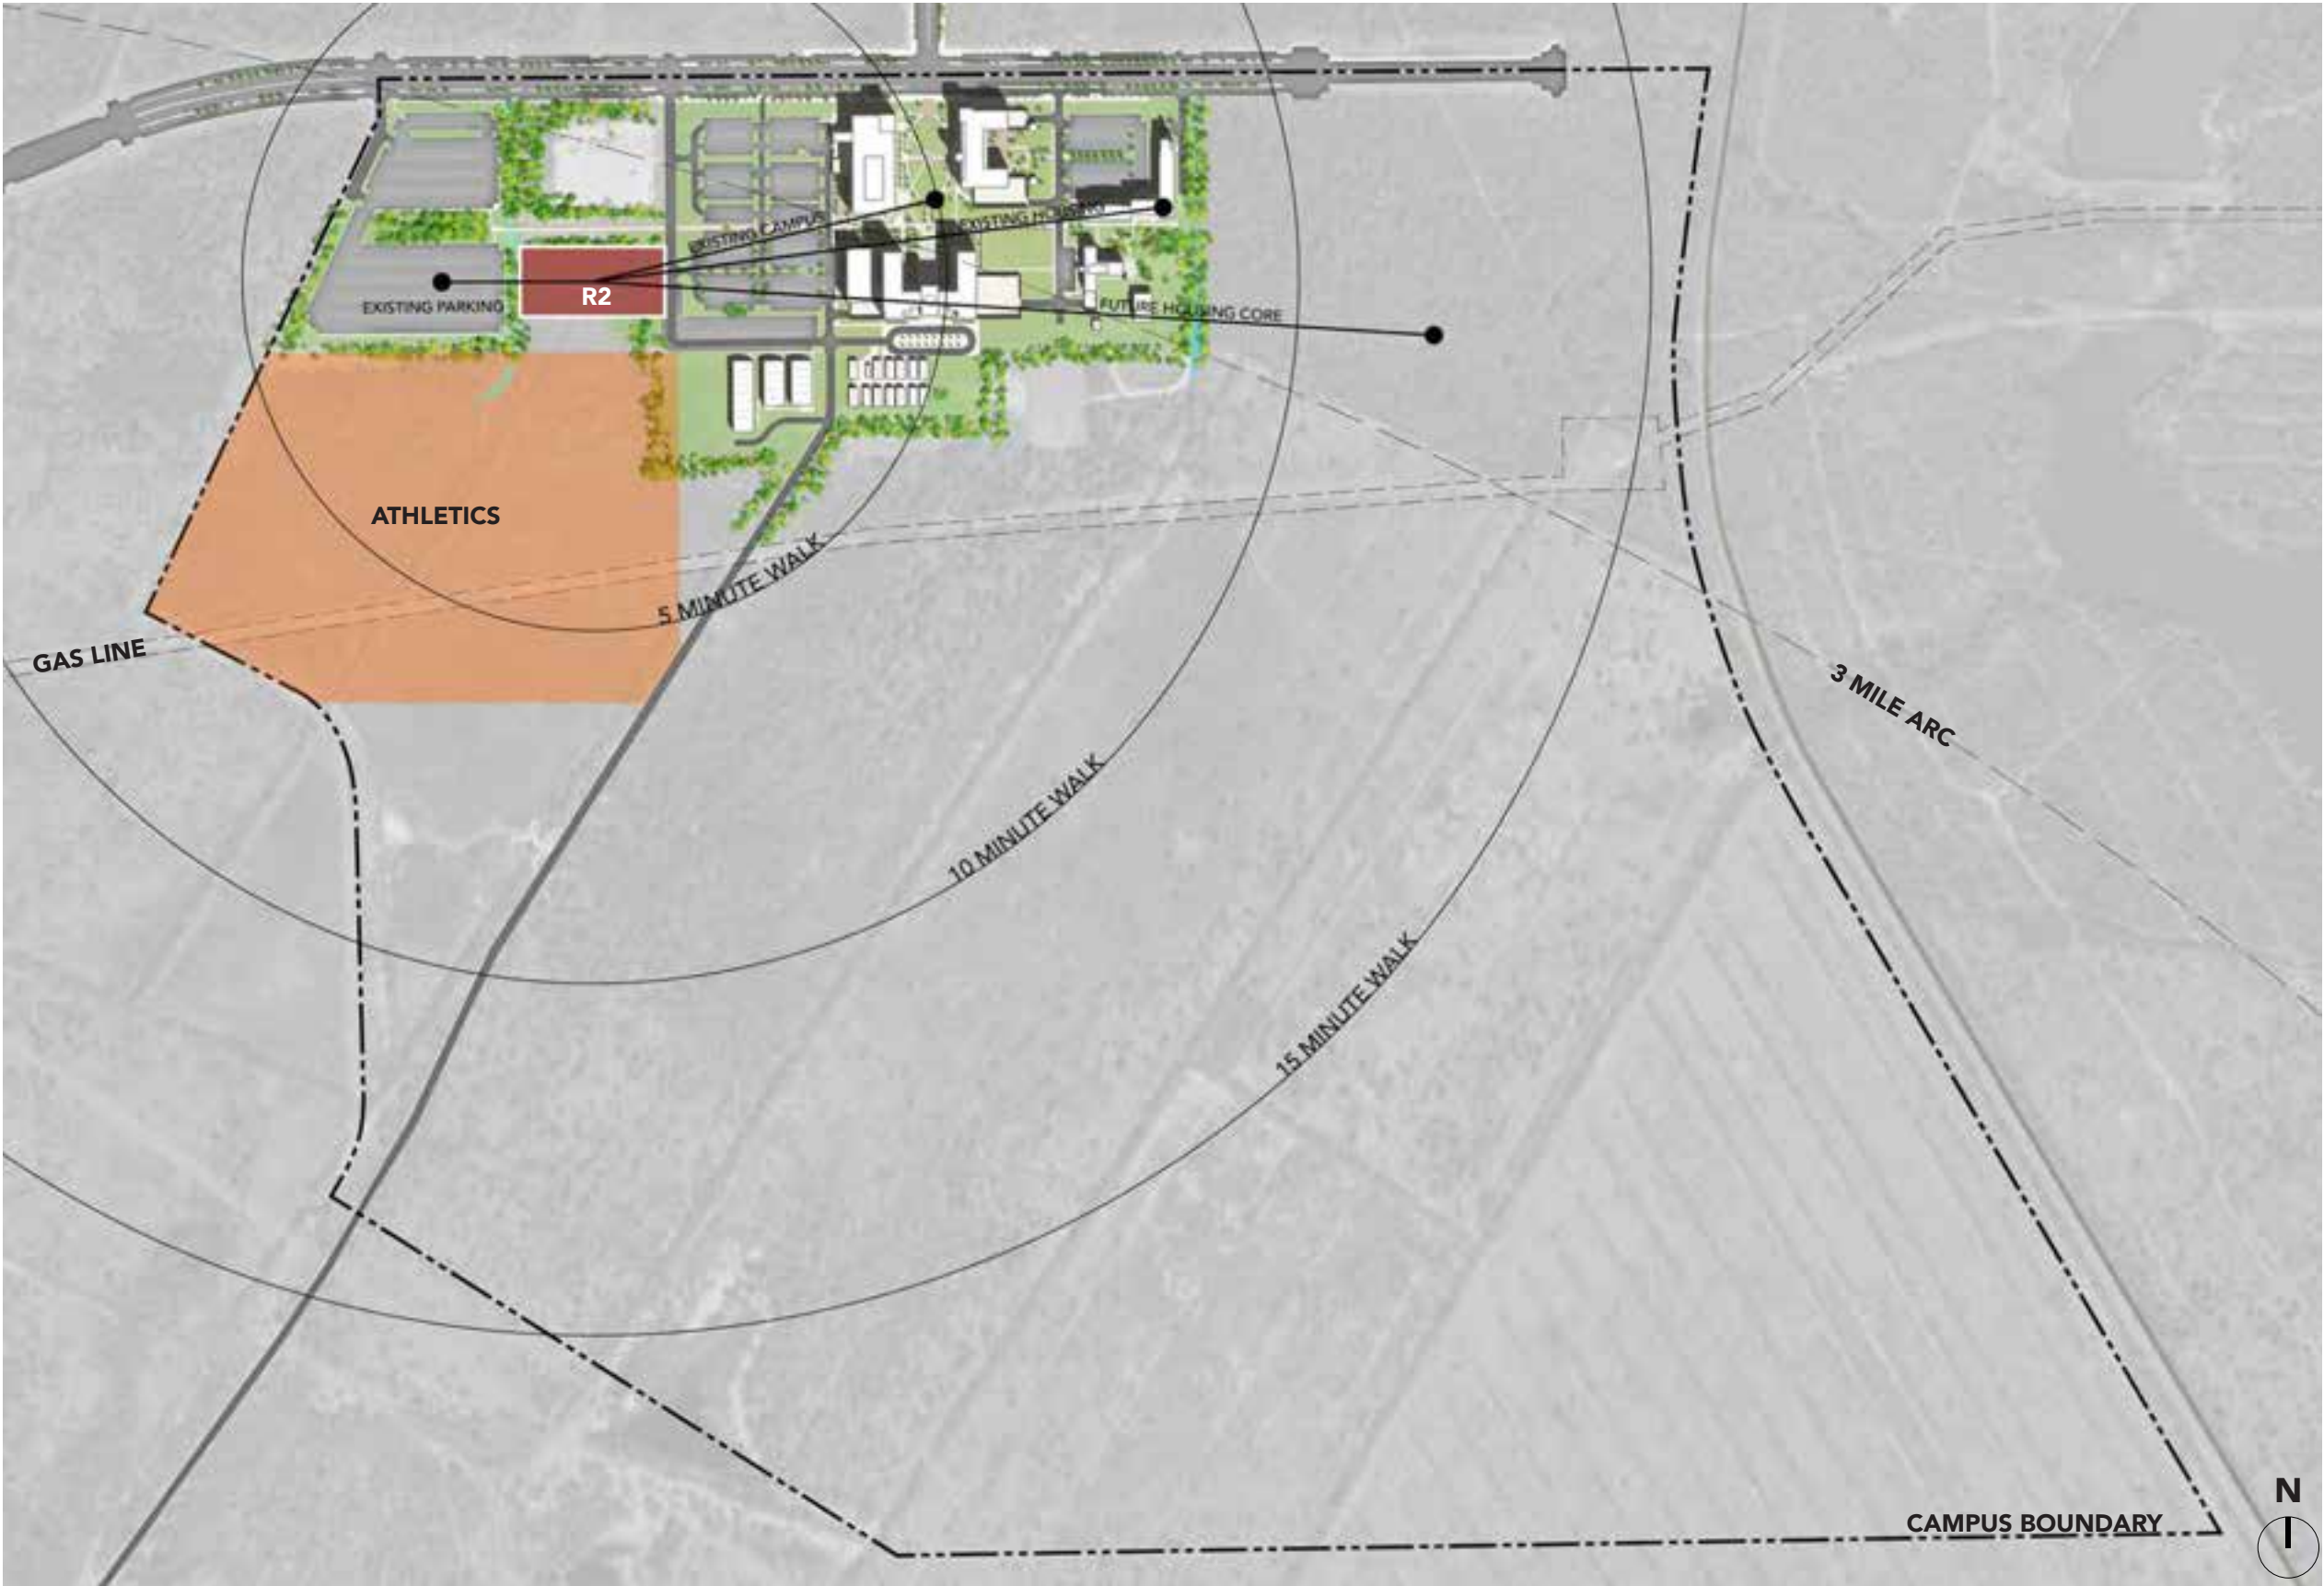 EXISTING CAMPUS
EXISTING HOUSING
EXISTING PARKING
R2
FUTURE HOUSING CORE
ATHLETICS
5 MINUTE WALK
GAS LINE
3 MILE ARC
10 MINUTE WALK
15 MINUTE WALK
N
CAMPUS BOUNDARY